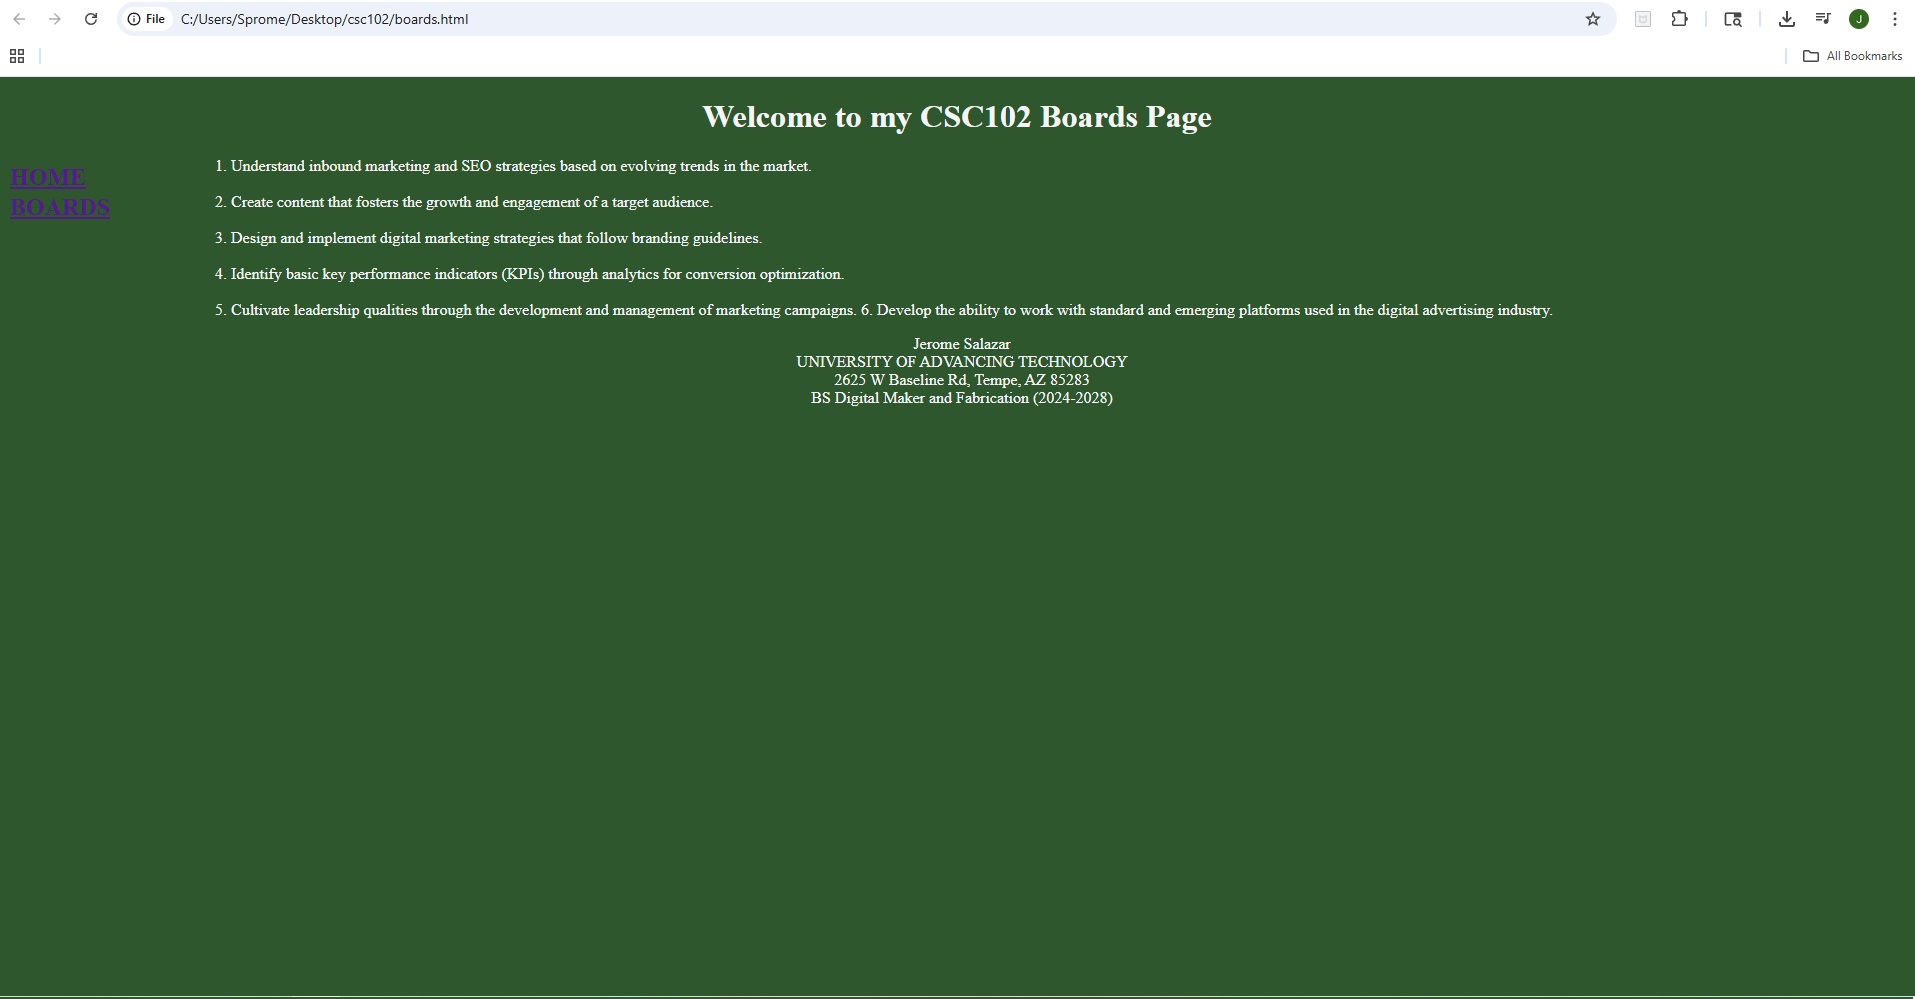 File
C:/Users/Sprome/Desktop/csc102/boards.html
J
All Bookmarks
Welcome to my CSC102 Boards Page
HOME
BOARDS
1. Understand inbound marketing and SEO strategies based on evolving trends in the market.
2. Create content that fosters the growth and engagement of a target audience.
3. Design and implement digital marketing strategies that follow branding guidelines.
4. Identify basic key performance indicators (KPIs) through analytics for conversion optimization.
5. Cultivate leadership qualities through the development and management of marketing campaigns. 6. Develop the ability to work with standard and emerging platforms used in the digital advertising industry.
Jerome Salazar
UNIVERSITY OF ADVANCING TECHNOLOGY
2625 W Baseline Rd, Tempe, AZ 85283
BS Digital Maker and Fabrication (2024-2028)